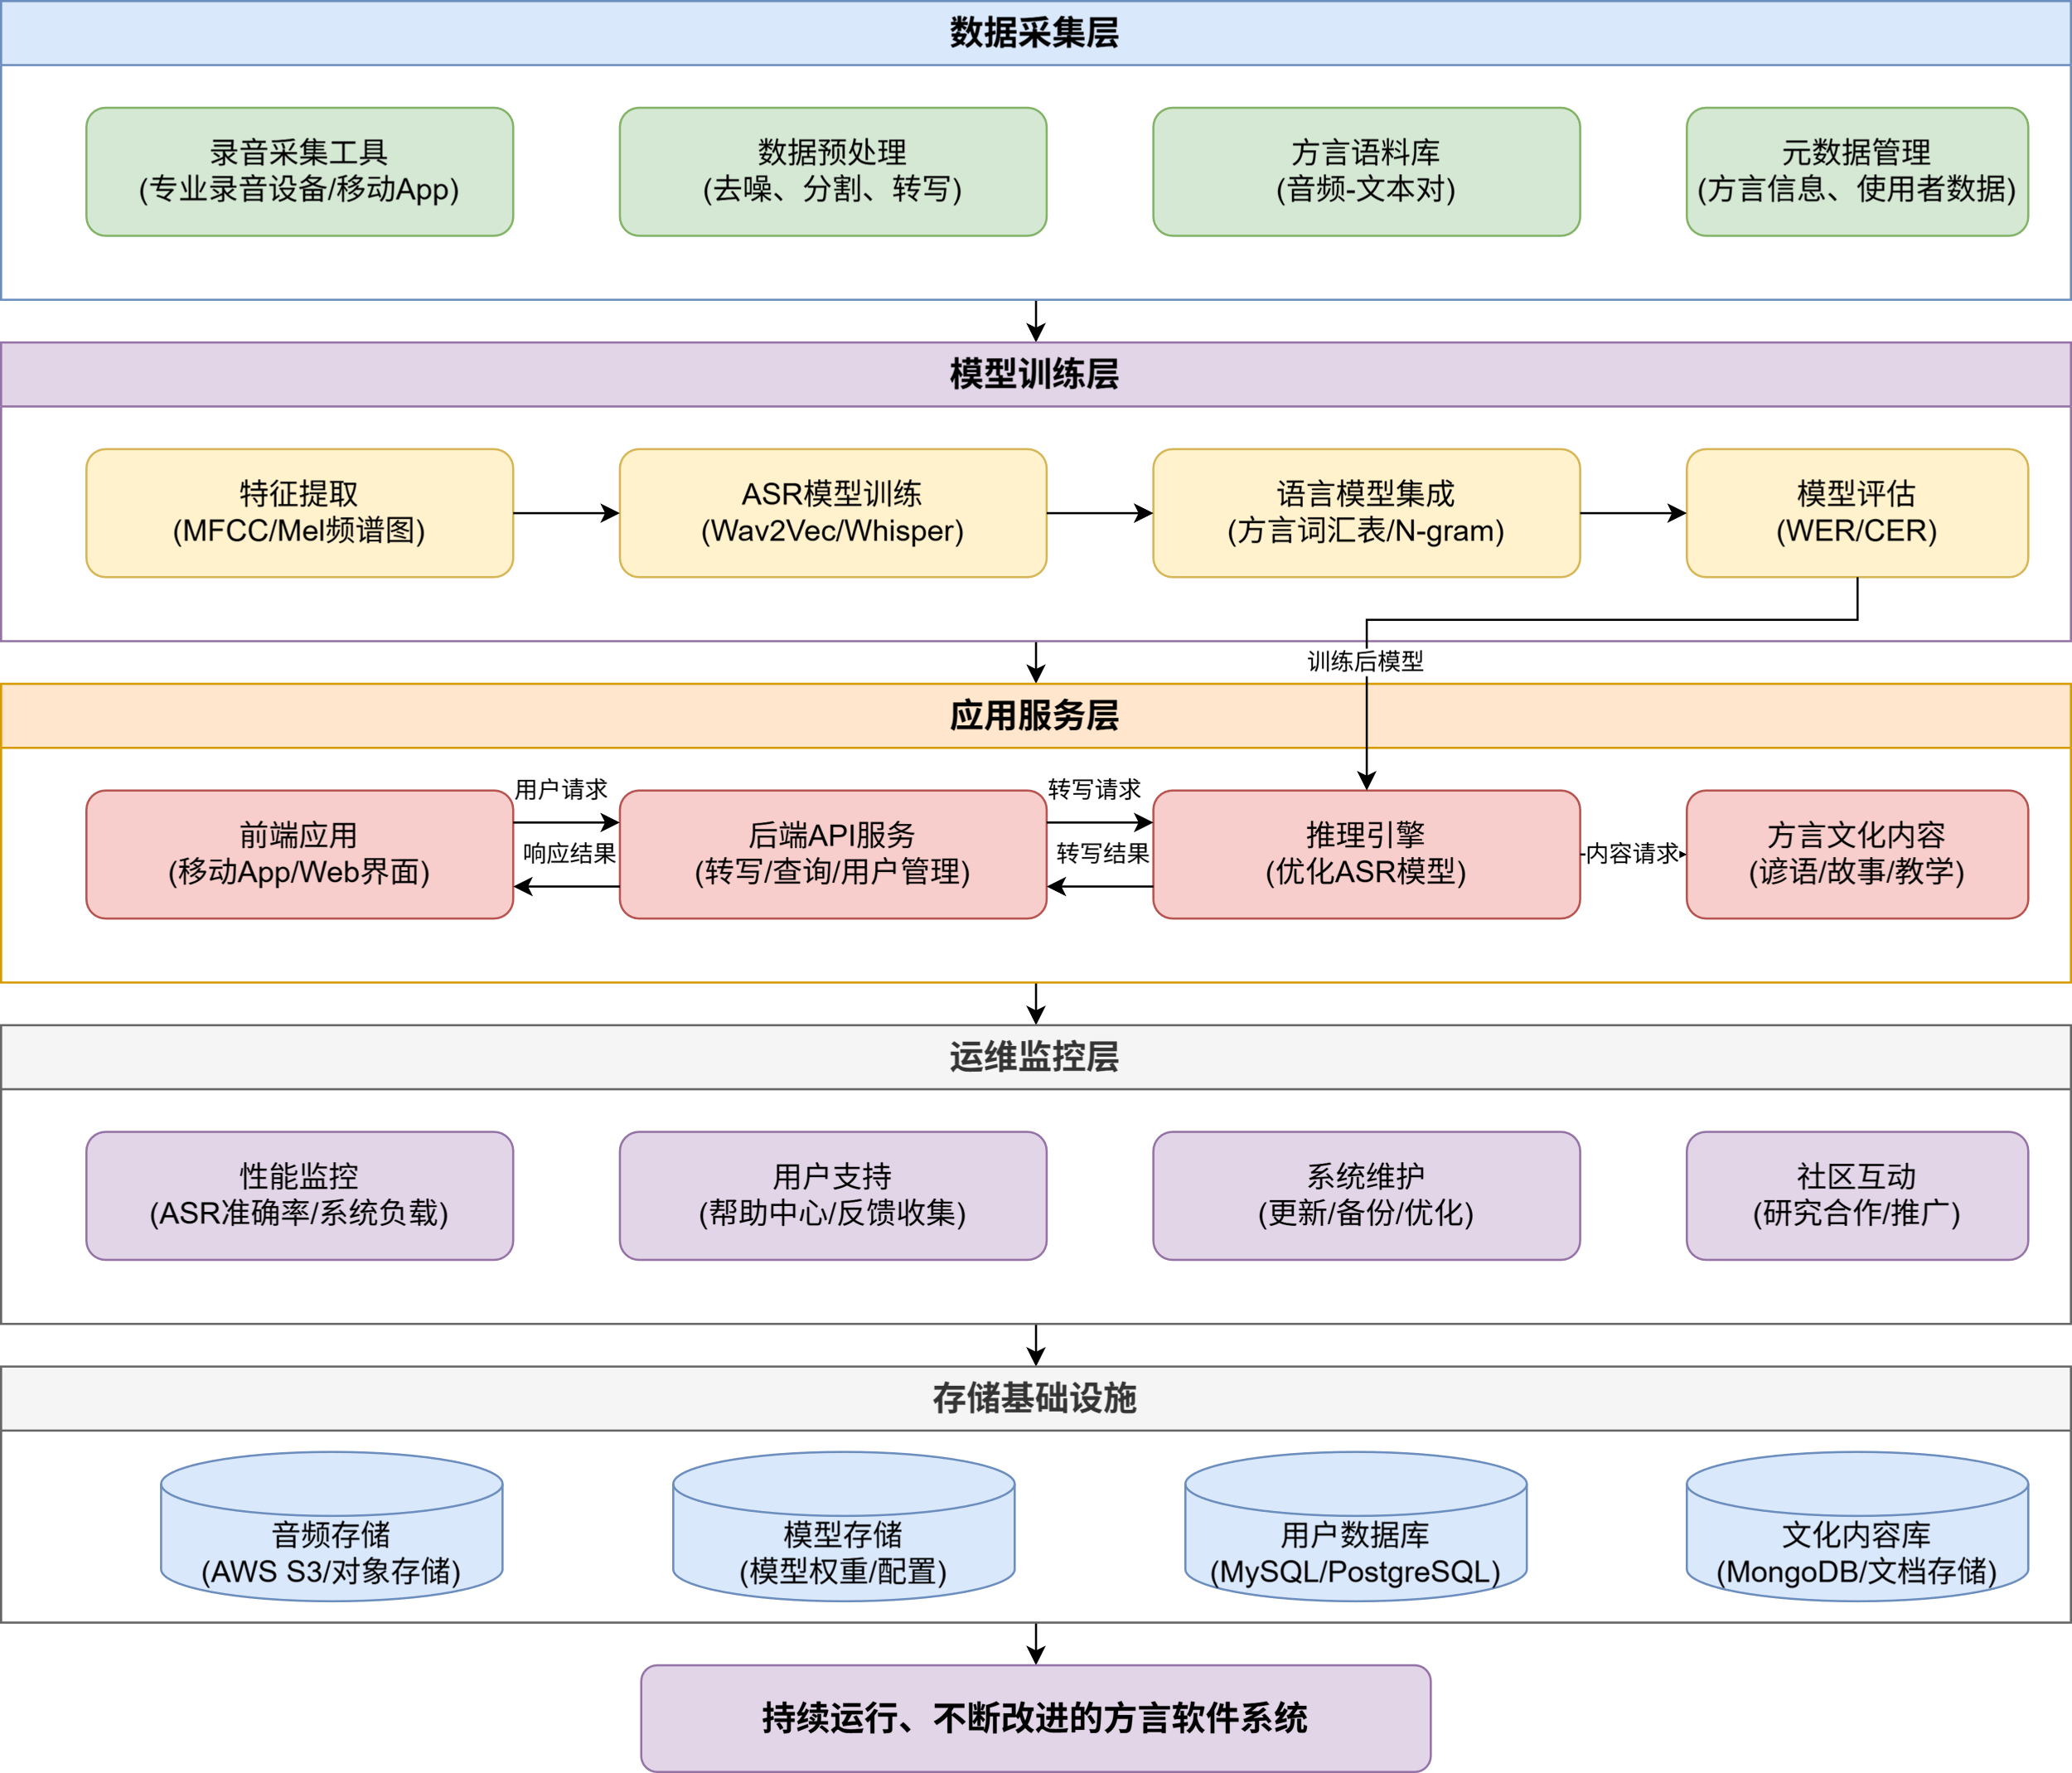 数据采集层
录音采集工具
(专业录音设备/移动App)
数据预处理
(去噪、分割、转写)
方言语料库
(音频-文本对)
元数据管理
(方言信息、使用者数据)
模型训练层
特征提取
(MFCC/Mel频谱图)
ASR模型训练
(Wav2Vec/Whisper)
语言模型集成
(方言词汇表/N-gram)
模型评估
(WER/CER)
训练后模型
应用服务层
前端应用
(移动App/Web界面)
用户请求
响应结果
后端API服务
(转写/查询/用户管理)
转写请求
转写结果
推理引擎
(优化ASR模型)
内容请求
方言文化内容
(谚语/故事/教学)
运维监控层
性能监控
(ASR准确率/系统负载)
用户支持
(帮助中心/反馈收集)
系统维护
(更新/备份/优化)
社区互动
(研究合作/推广)
存储基础设施
音频存储
(AWS S3/对象存储)
模型存储
(模型权重/配置)
用户数据库
(MySQL/PostgreSQL)
文化内容库
(MongoDB/文档存储)
持续运行、不断改进的方言软件系统